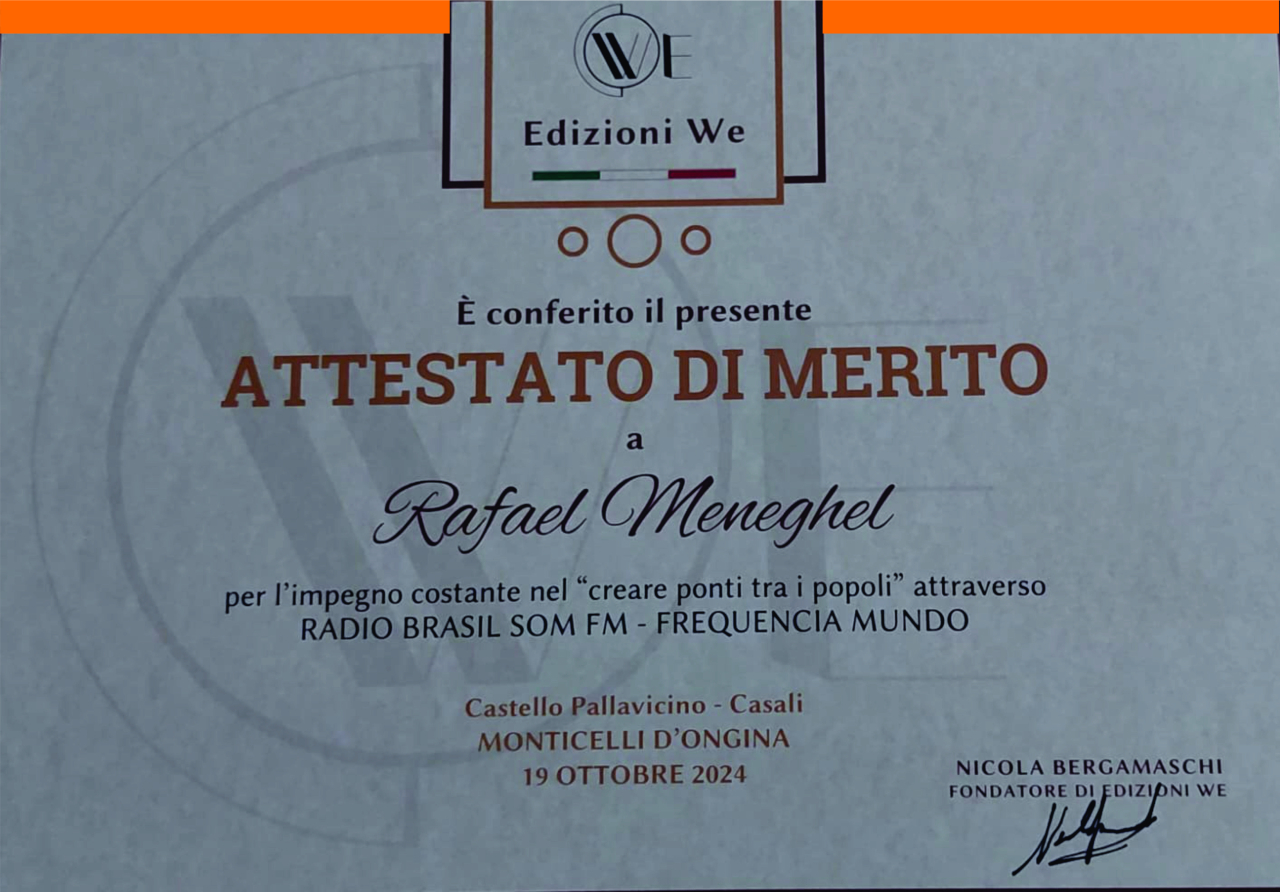 WE
Edizioni We
È conferito il presente
ATTESTATO DI MERITO
a
Rafael Meneghel
per l'impegno costante nel “creare ponti tra i popoli” attraverso
RADIO BRASIL SOM FM - FREQUENCIA MUNDO
Castello Pallavicino - Casali
MONTICELLI D'ONGINA
19 OTTOBRE 2024
NICOLA BERGAMASCHI
FONDATORE DI EDIZIONI WE